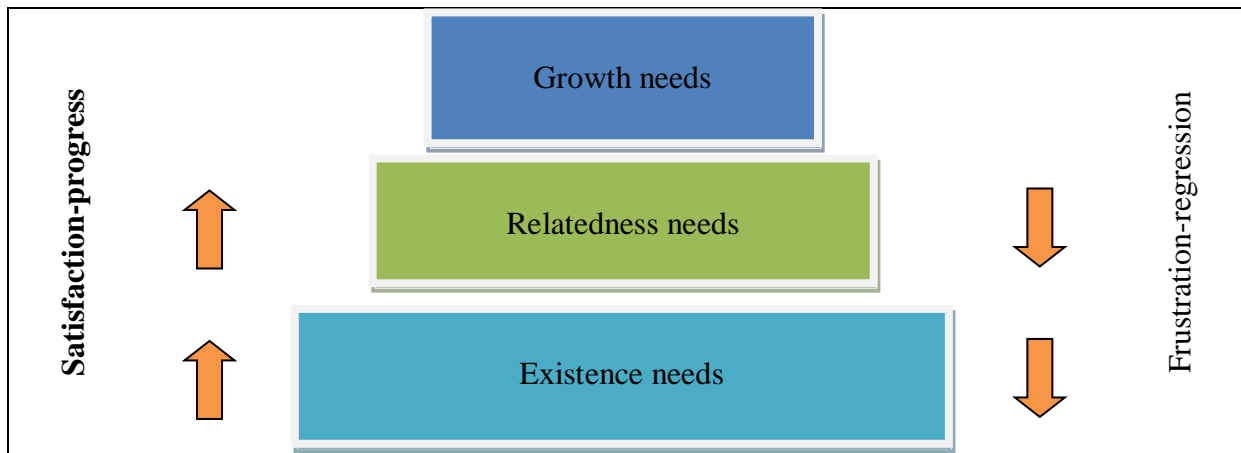 Satisfaction-progress
Growth needs
Relatedness needs
Existence needs
Frustration-regression